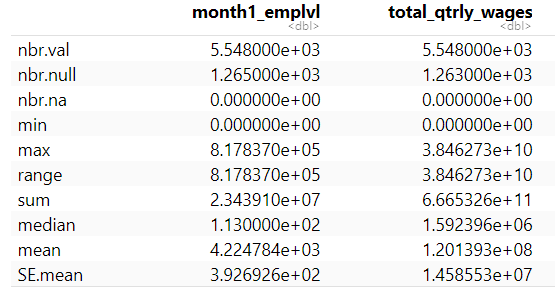 month1_emplvl total_qtrly_wages
<dbl> <dbl>
nbr.val 5.548000e+03 5.548000e+03
nbr.null 1.265000e+03 1.263000e+03
nbr.na 0.000000e+00 0.000000e+00
min 0.000000e+00 0.000000e+00
max 8.178370e+05 3.846273e+10
range 8.178370e+05 3.846273e+10
sum 2.343910e+07 6.665326e+11
median 1.130000e+02 1.592396e+06
mean 4.224784e+03 1.201393e+08
SE.mean 3.926926e+02 1.458553e+07